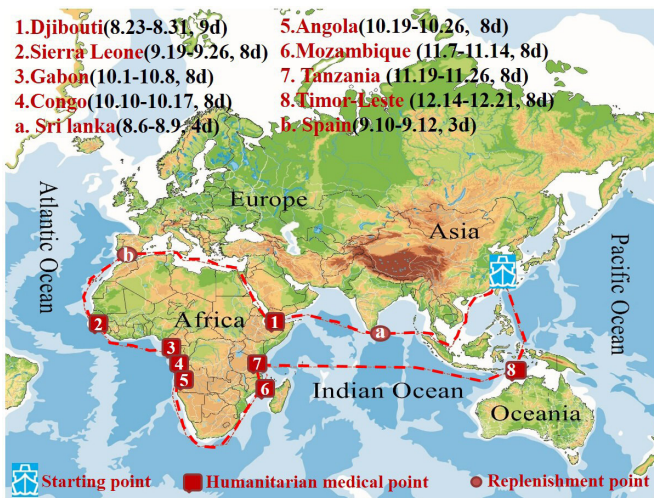 1.Djibouti(8.23-8.31, 9d)
2.Sierra Leone(9.19-9.26, 8d)
3.Gabon(10.1-10.8, 8d)
4.Congo(10.10-10.17, 8d)
a. Sri lanka(8.6-8.9, 4d)
5.Angola(10.19-10.26, 8d)
6.Mozambique (11.7-11.14, 8d)
7. Tanzania(11.19-11.26, 8d)
8.Timor-Leste (12.14-12.21, 8d)
b. Spain(9.10-9.12, 3d)
Atlantic Ocean
Europe
Asia
Pacific Ocean
b
Africa
2
1
a
3
4
5
7
6
8
Indian Ocean
Oceania
Starting point
Humanitarian medical point
Replenishment point